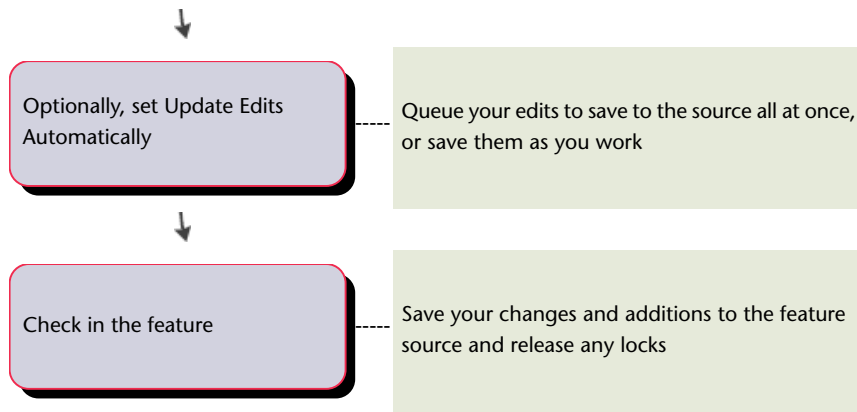 Optionally, set Update Edits
Automatically
Queue your edits to save to the source all at once,
or save them as you work
Check in the feature
Save your changes and additions to the feature
source and release any locks